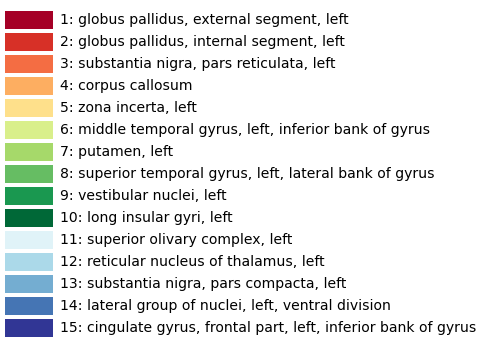 1: globus pallidus, external segment, left
2: globus pallidus, internal segment, left
3: substantia nigra, pars reticulata, left
4: corpus callosum
5: zona incerta, left
6: middle temporal gyrus, left, inferior bank of gyrus
7: putamen, left
8: superior temporal gyrus, left, lateral bank of gyrus
9: vestibular nuclei, left
10: long insular gyri, left
11: superior olivary complex, left
12: reticular nucleus of thalamus, left
13: substantia nigra, pars compacta, left
14: lateral group of nuclei, left, ventral division
15: cingulate gyrus, frontal part, left, inferior bank of gyrus